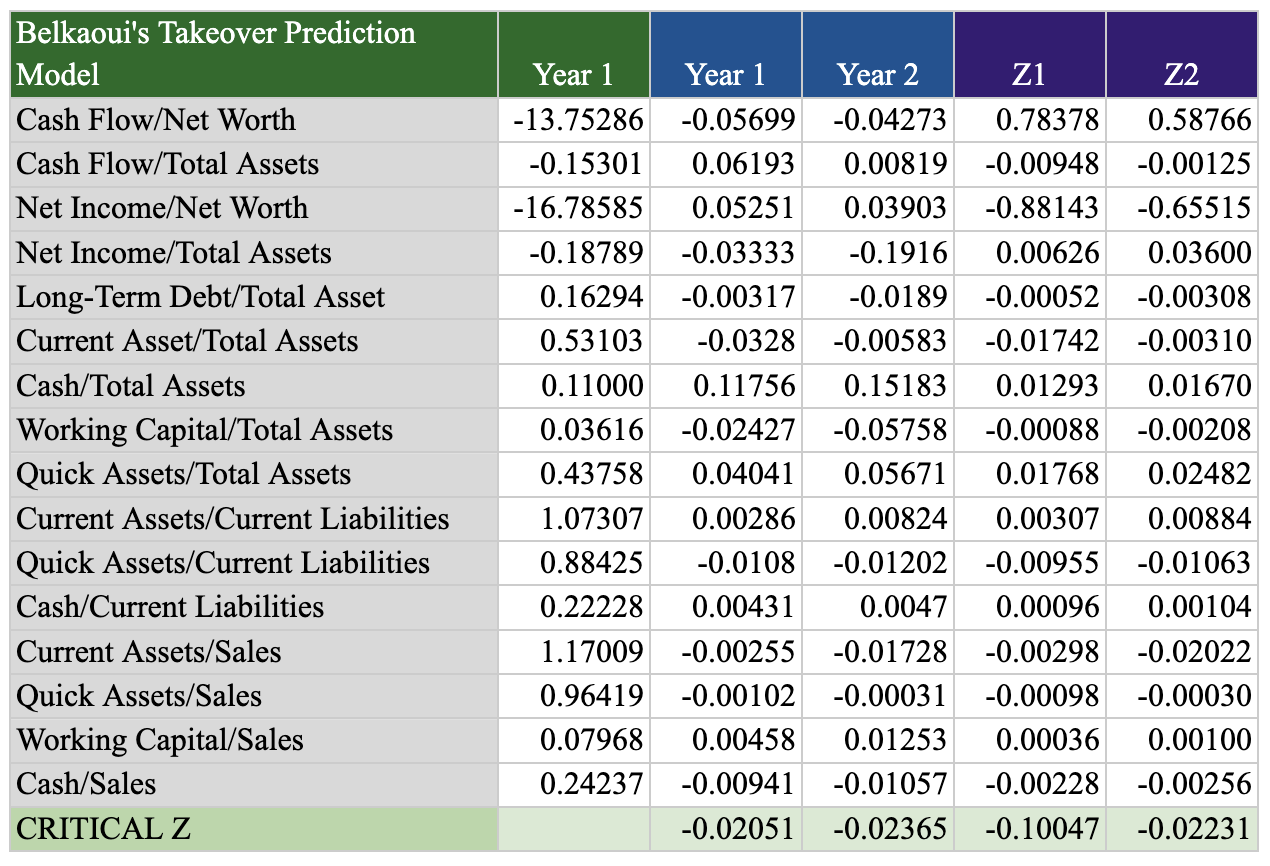 Belkaoui's Takeover Prediction
Model Year 1 Year 1 Year 2 Z1 Z2
Cash Flow/Net Worth -13.75286 -0.05699 -0.04273 0.78378 0.58766
Cash Flow/Total Assets -0.15301 0.06193 0.00819 -0.00948 -0.00125
Net Income/Net Worth -16.78585 0.05251 0.03903 -0.88143 -0.65515
Net Income/Total Assets -0.18789 -0.03333 -0.1916 0.00626 0.03600
Long-Term Debt/Total Asset 0.16294 -0.00317 -0.0189 -0.00052 -0.00308
Current Asset/Total Assets 0.53103 -0.0328 -0.00583 -0.01742 -0.00310
Cash/Total Assets 0.11000 0.11756 0.15183 0.01293 0.01670
Working Capital/Total Assets 0.03616 -0.02427 -0.05758 -0.00088 -0.00208
Quick Assets/Total Assets 0.43758 0.04041 0.05671 0.01768 0.02482
Current Assets/Current Liabilities 1.07307 0.00286 0.00824 0.00307 0.00884
Quick Assets/Current Liabilities 0.88425 -0.0108 -0.01202 -0.00955 -0.01063
Cash/Current Liabilities 0.22228 0.00431 0.0047 0.00096 0.00104
Current Assets/Sales 1.17009 -0.00255 -0.01728 -0.00298 -0.02022
Quick Assets/Sales 0.96419 -0.00102 -0.00031 -0.00098 -0.00030
Working Capital/Sales 0.07968 0.00458 0.01253 0.00036 0.00100
Cash/Sales 0.24237 -0.00941 -0.01057 -0.00228 -0.00256
CRITICAL Z -0.02051 -0.02365 -0.10047 -0.02231